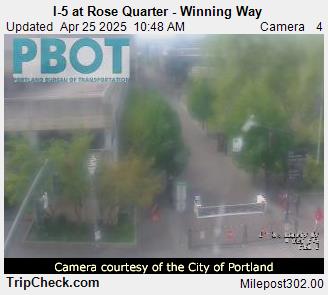 I-5 at Rose Quarter - Winning Way
Updated Apr 25 2025 10:48 AM Camera 4
PBOT
PORTLAND BUREAU OF TRANSPORTATION
Camera courtesy of the City of Portland
TripCheck.com Milepost302.00